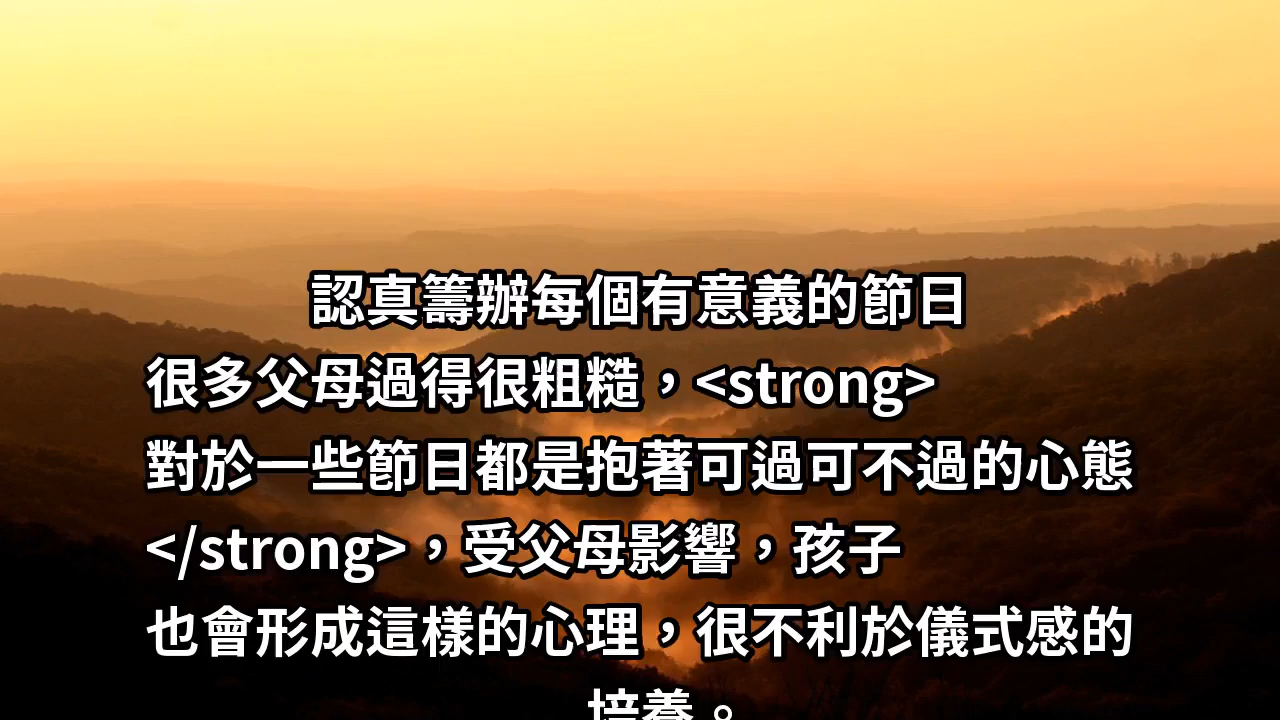 認真籌辦每個有意義的節日
很多父母過得很粗糙，<strong>
對於一些節日都是抱著可過可不過的心態
</strong>，受父母影響，孩子
也會形成這樣的心理，很不利於儀式感的
培養。